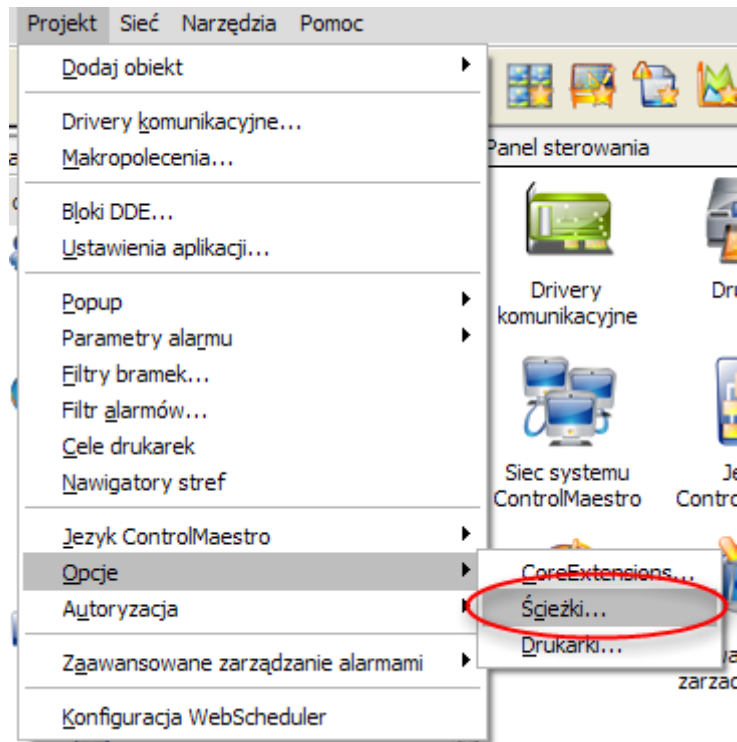 Projekt Sieć Narzędzia Pomoc
Dodaj obiekt
Drivery komunikacyjne...
Makropolecenia...
Bloki DDE...
Ustawienia aplikacji...
Popup
Parametry alarmu
Filtry bramek...
Filtr alarmów...
Cele drukarek
Nawigatory stref
Jezyk ControlMaestro
Opcje
Autoryzacja
Zaawansowane zarządzanie alarmami
Konfiguracja WebScheduler
CoreExtensions...
Ścieżki...
Drukarki...
Panel sterowania
Drivery
komunikacyjne
Siec systemu
ControlMaestro